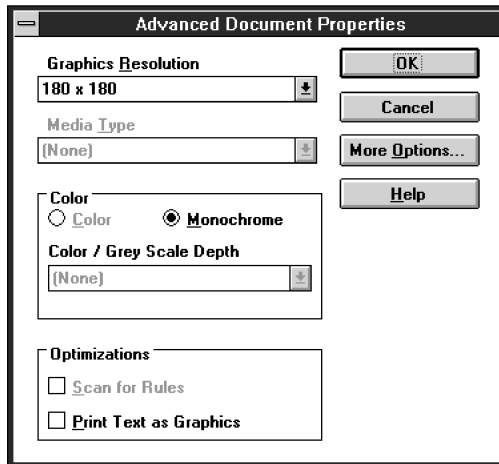 Advanced Document Properties
Graphics Resolution
180 x 180
Media Type
(None)
Color
Color
Monochrome
Color / Grey Scale Depth
(None)
Optimizations
Scan for Rules
Print Text as Graphics
OK
Cancel
More Options...
Help